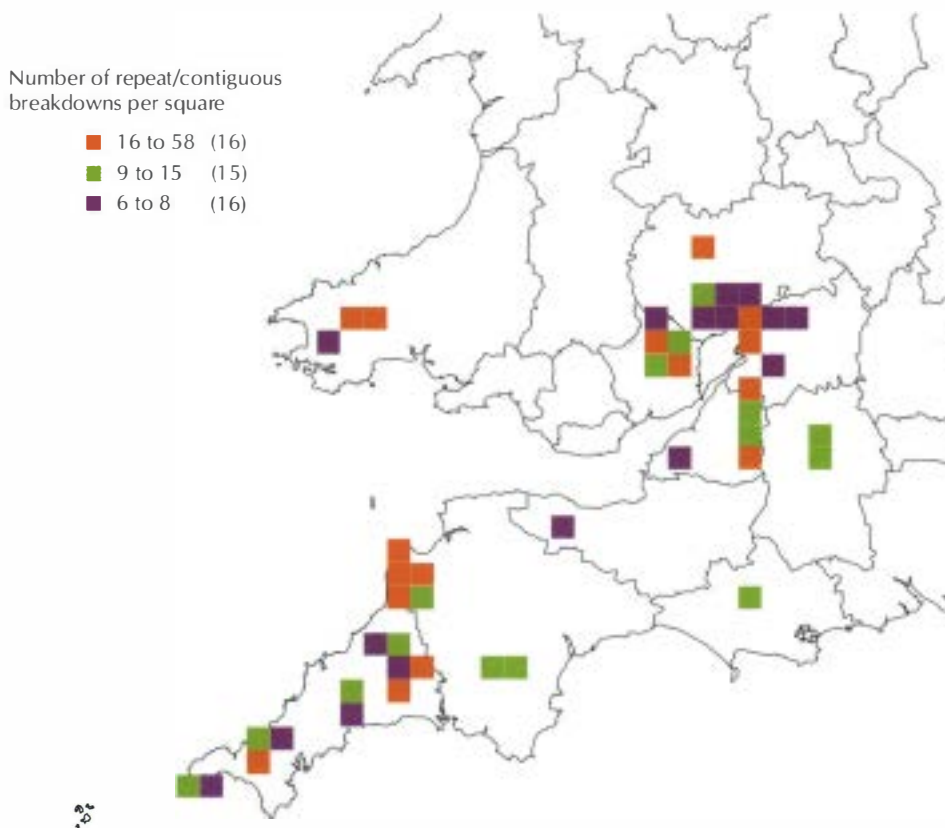 Number of repeat/contiguous
breakdowns per square
16 to 58 (16)
9 to 15 (15)
6 to 8 (16)